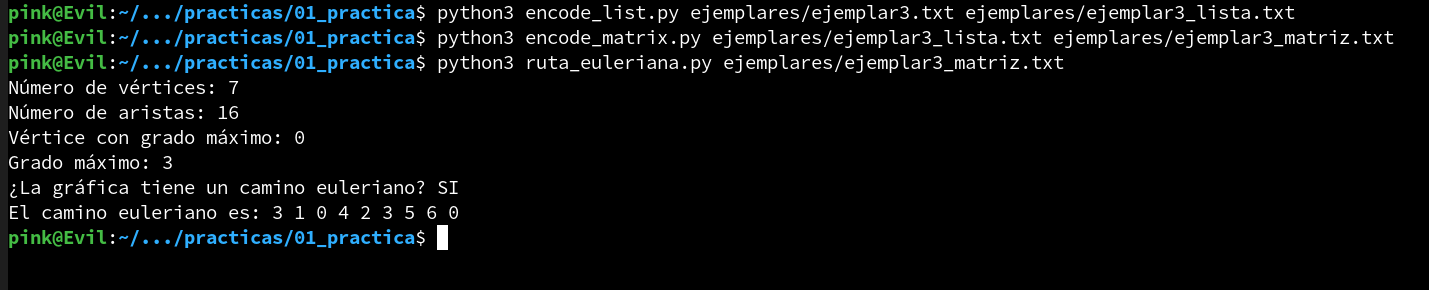 pink@Evil:~/.../practicas/01_practica$ python3 encode_list.py ejemplares/ejemplar3.txt ejemplares/ejemplar3_lista.txt
pink@Evil:~/.../practicas/01_practica$ python3 encode_matrix.py ejemplares/ejemplar3_lista.txt ejemplares/ejemplar3_matriz.txt
pink@Evil:~/.../practicas/01_practica$ python3 ruta_euleriana.py ejemplares/ejemplar3_matriz.txt
Número de vértices: 7
Número de aristas: 16
Vértice con grado máximo: 0
Grado máximo: 3
¿La gráfica tiene un camino euleriano? SI
El camino euleriano es: 3 1 0 4 2 3 5 6 0
pink@Evil:~/.../practicas/01_practica$